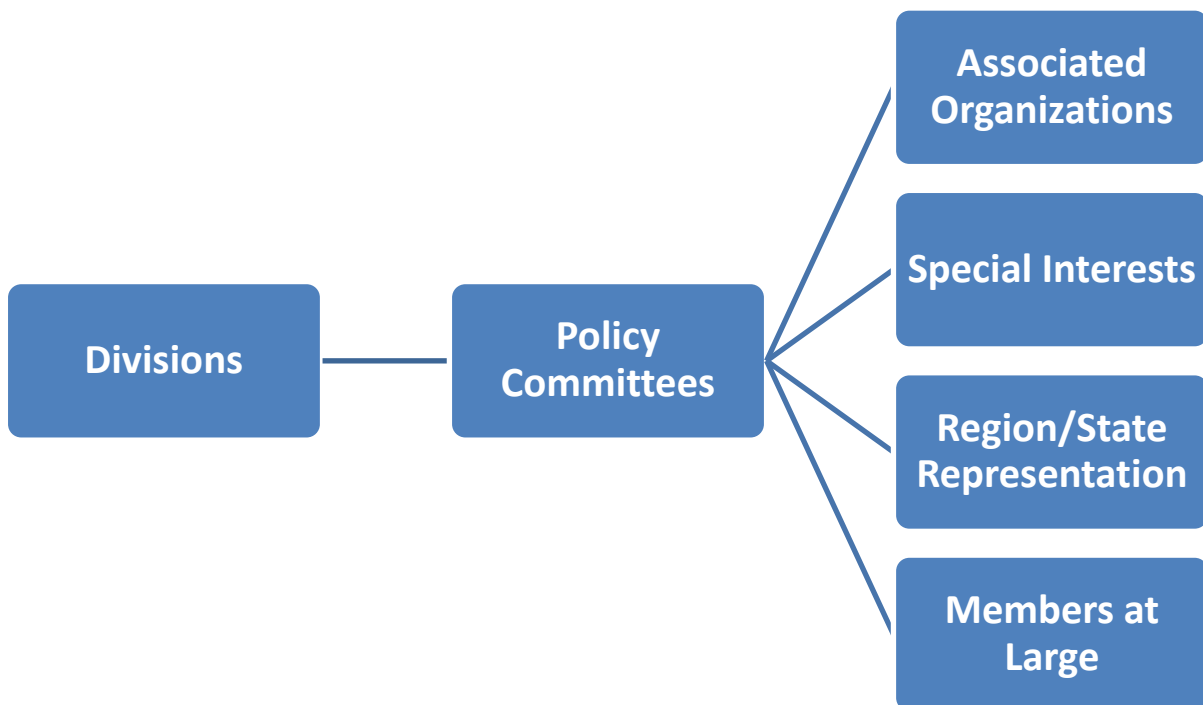 Associated
Organizations
Special Interests
Divisions
Policy
Committees
Region/State
Representation
Members at
Large